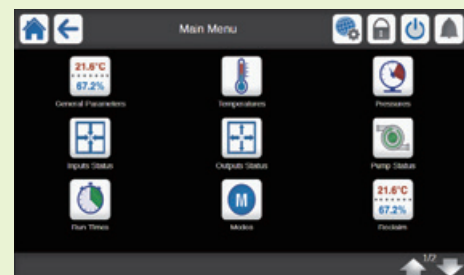 Main Menu
21.6°C
67.2%
General Parameters
Temperatures
Pressures
Inputs Status
Outputs Status
Pump Status
M
21.6°C
67.2%
Run Times
Modes
Reclaim
1/2